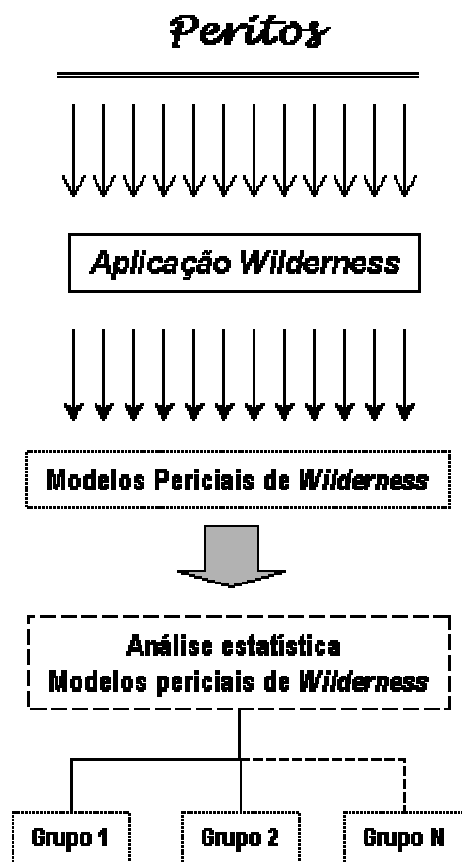 Peritos
Aplicação Wilderness
Modelos Periciais de Wilderness
Análise estatística
Modelos periciais de Wilderness
Grupo 1
Grupo 2
Grupo N